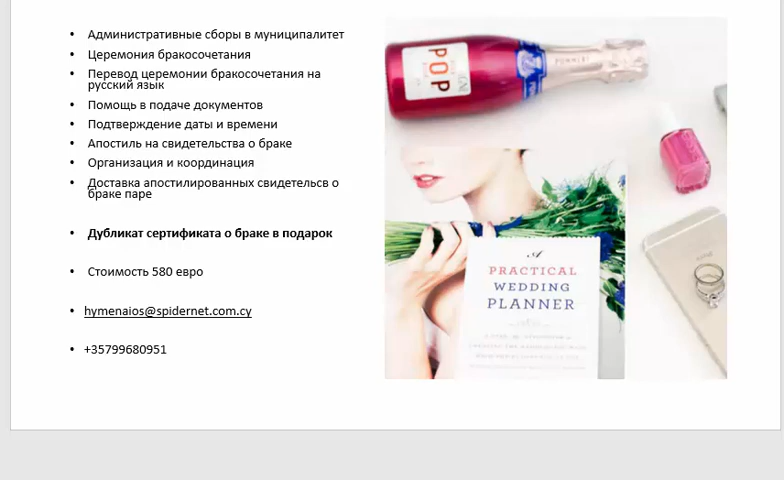 • Административные сборы в муниципалитет
• Церемония бракосочетания
• Перевод церемонии бракосочетания на
русский язык
• Помощь в подаче документов
• Подтверждение даты и времени
• Апостиль на свидетельства о браке
• Организация и координация
• Доставка апостилированных свидетельсв о
браке паре
• Дубликат сертификата о браке в подарок
• Стоимость 580 евро
• hymenaios@spidernet.com.cy
• +35799680951
POP
A
PRACTICAL
WEDDING
PLANNER